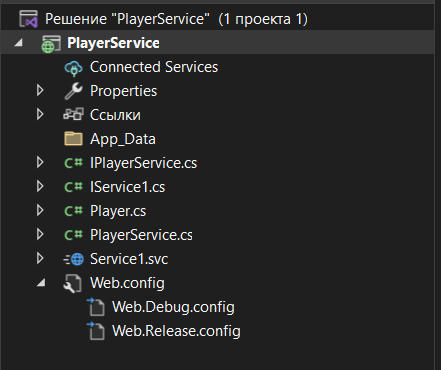 Решение "PlayerService" (1 проекта 1)
PlayerService
Connected Services
Properties
Ссылки
App_Data
C# IPlayerService.cs
C# IService1.cs
C# Player.cs
C# PlayerService.cs
Service1.svc
Web.config
Web.Debug.config
Web.Release.config